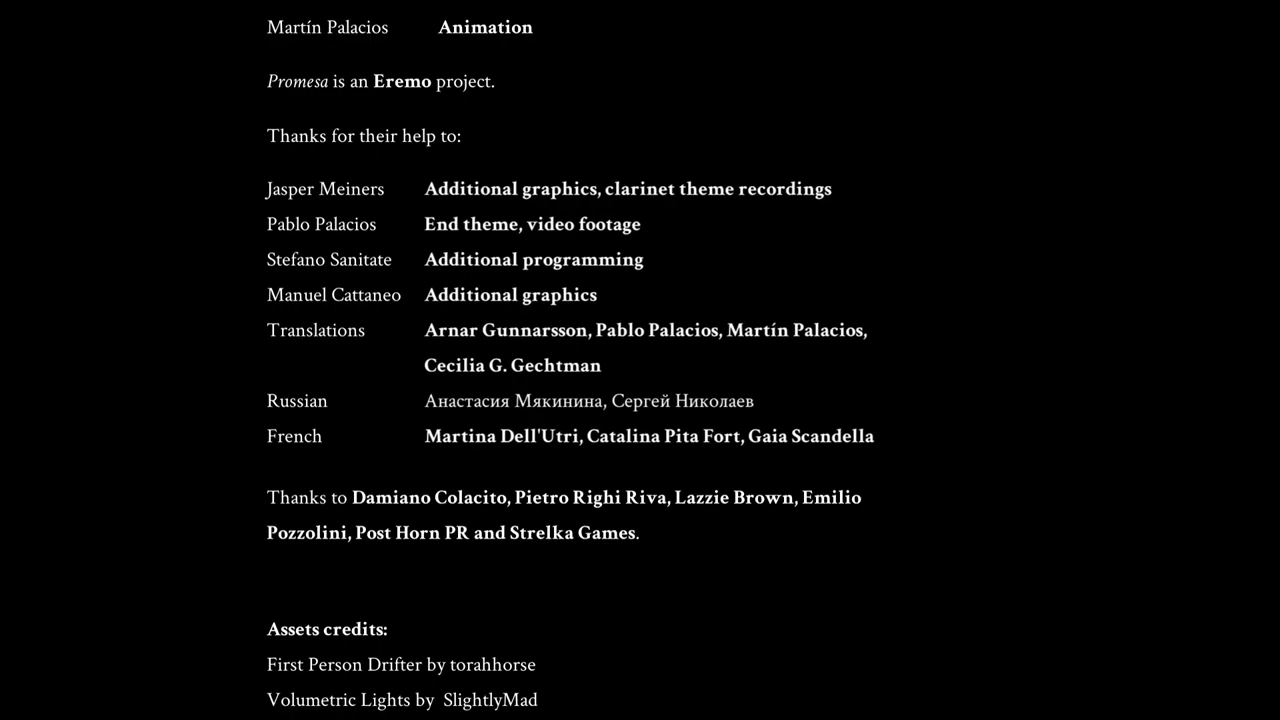 Martín Palacios Animation
Promesa is an Eremo project.
Thanks for their help to:
Jasper Meiners Additional graphics, clarinet theme recordings
Pablo Palacios End theme, video footage
Stefano Sanitate Additional programming
Manuel Cattaneo Additional graphics
Translations Arnar Gunnarsson, Pablo Palacios, Martín Palacios,
Cecilia G. Gechtman
Russian Анастасия Мякинина, Сергей Николаев
French Martina Dell'Utri, Catalina Pita Fort, Gaia Scandella
Thanks to Damiano Colacito, Pietro Righi Riva, Lazzie Brown, Emilio
Pozzolini, Post Horn PR and Strelka Games.
Assets credits:
First Person Drifter by torahhorse
Volumetric Lights by SlightlyMad